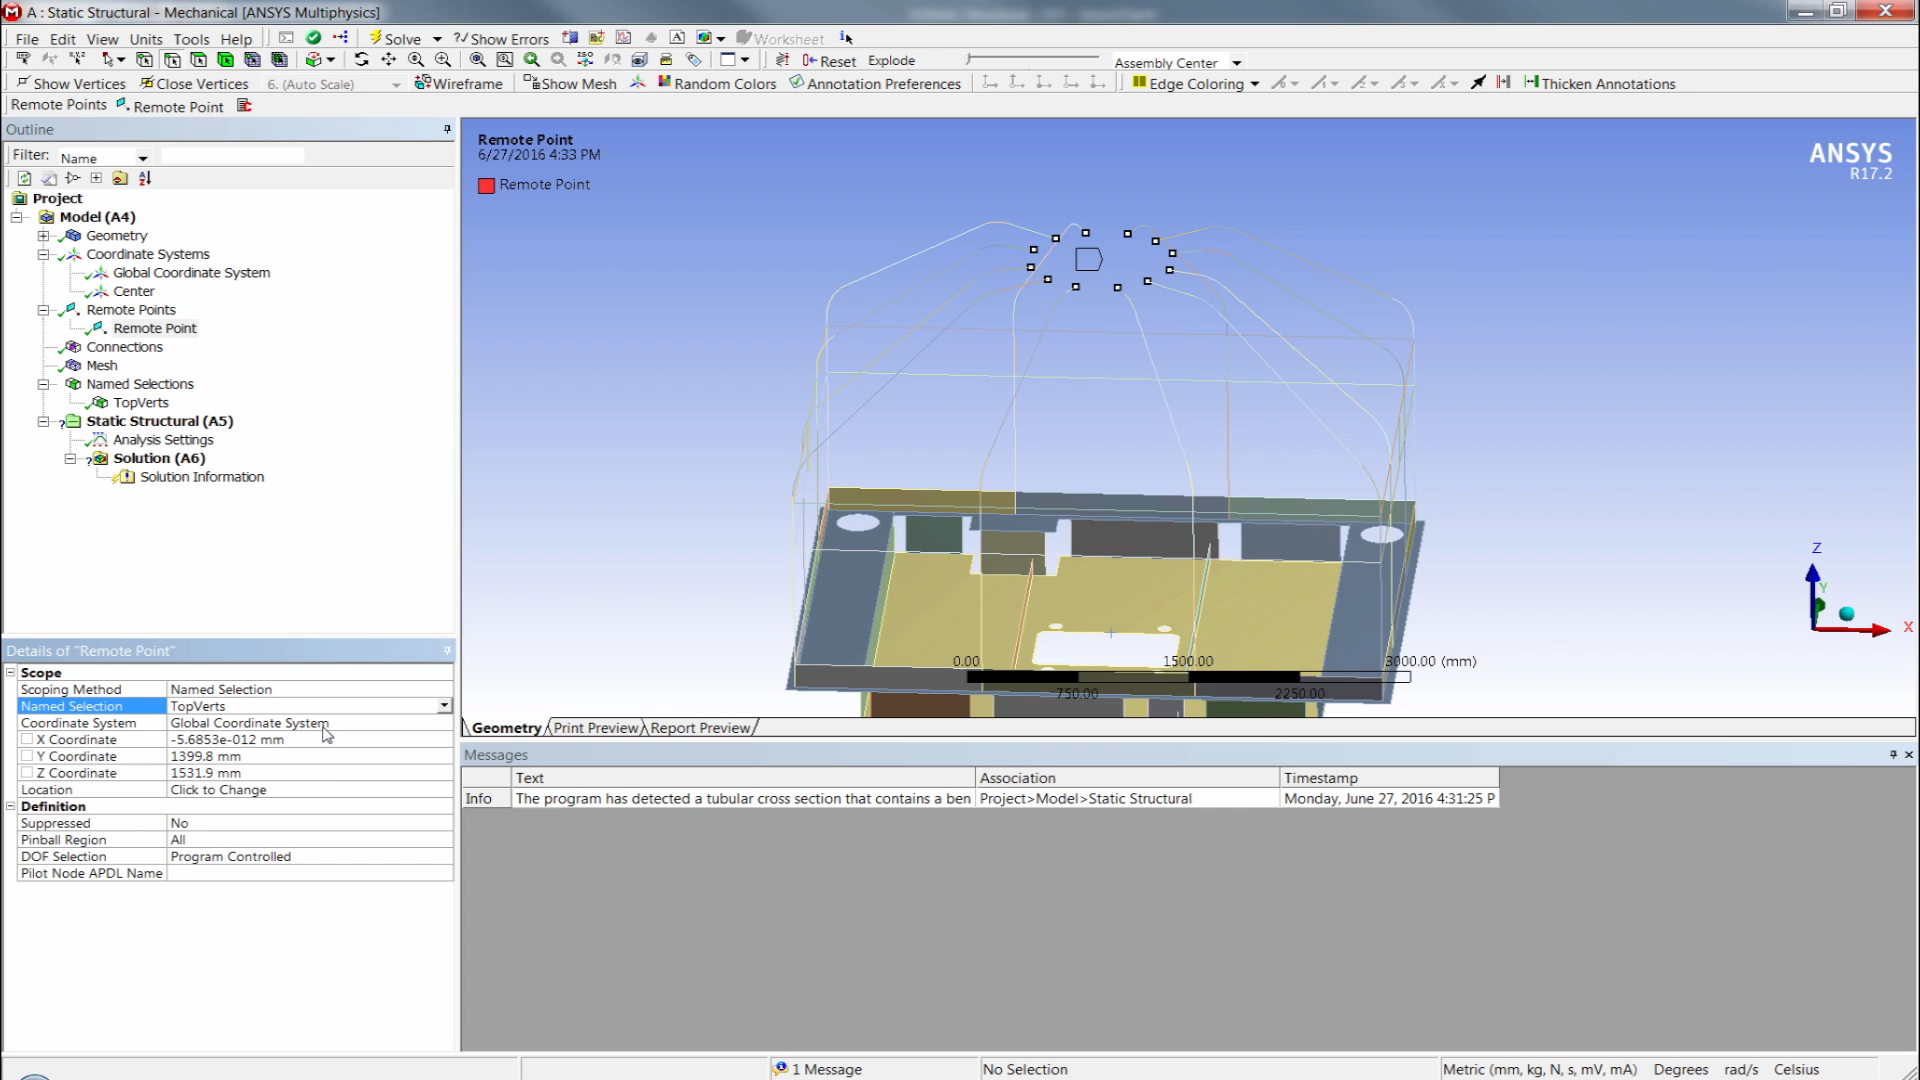 A : Static Structural - Mechanical [ANSYS Multiphysics]
File Edit View Units Tools Help Solve ?/ Show Errors Worksheet i
Reset Explode Assembly Center
Show Vertices Close Vertices 6. (Auto Scale) Wireframe Show Mesh Random Colors Annotation Preferences Edge Coloring Thicken Annotations
Remote Points Remote Point
Outline
Filter: Name
Project
Model (A4)
Geometry
Coordinate Systems
Global Coordinate System
Center
Remote Points
Remote Point
Connections
Mesh
Named Selections
TopVerts
Static Structural (A5)
Analysis Settings
Solution (A6)
Solution Information
Details of "Remote Point"
Scope
Scoping Method Named Selection
Named Selection TopVerts
Coordinate System Global Coordinate System
X Coordinate -5.6853e-012 mm
Y Coordinate 1399.8 mm
Z Coordinate 1531.9 mm
Location Click to Change
Definition
Suppressed No
Pinball Region All
DOF Selection Program Controlled
Pilot Node APDL Name
Remote Point
6/27/2016 4:33 PM
Remote Point
ANSYS
R17.2
Z
Y
X
0.00 1500.00 3000.00 (mm)
750.00 2250.00
Geometry Print Preview Report Preview
Messages
Text Association Timestamp
Info The program has detected a tubular cross section that contains a ben Project>Model>Static Structural Monday, June 27, 2016 4:31:25 P
1 Message No Selection Metric (mm, kg, N, s, mV, mA) Degrees rad/s Celsius